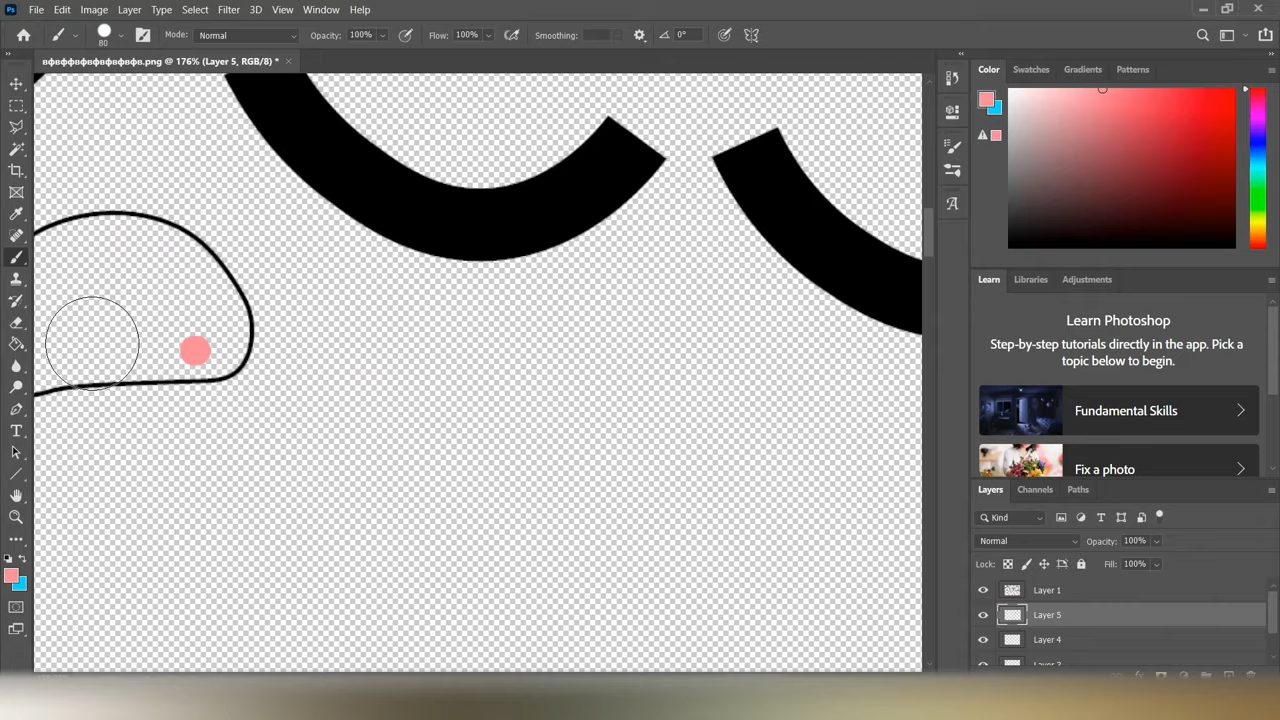 Ps File Edit Image Layer Type Select Filter 3D View Window Help
80 Mode: Normal Opacity: 100% Flow: 100% Smoothing: 0°
вфвффвфвфвфвфвфв.png @ 176% (Layer 5, RGB/8) *
Color Swatches Gradients Patterns
Learn Libraries Adjustments
Learn Photoshop
Step-by-step tutorials directly in the app. Pick a
topic below to begin.
Fundamental Skills
Fix a photo
Layers Channels Paths
Kind
Normal Opacity: 100%
Lock: Fill: 100%
Layer 1
Layer 5
Layer 4